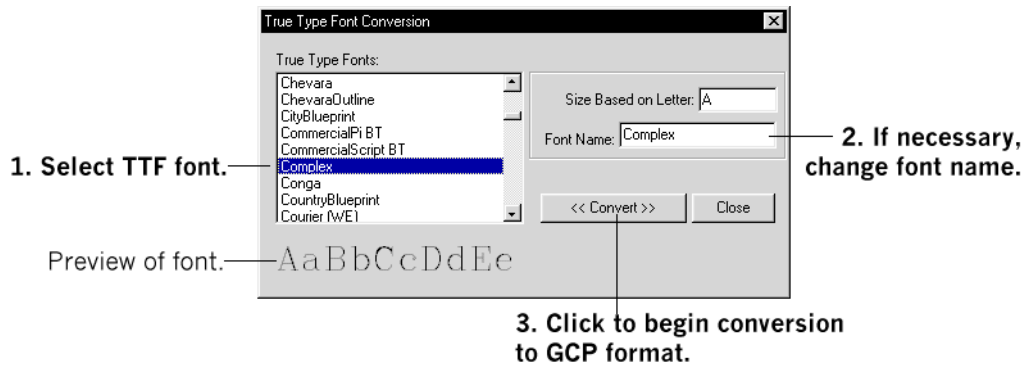 True Type Font Conversion
True Type Fonts:
Chevara
ChevaraOutline
CityBlueprint
CommercialPi BT
CommercialScript BT
Complex
Conga
CountryBlueprint
Courier (WE)
Size Based on Letter: A
Font Name: Complex
<< Convert >>
Close
AaBbCcDdEe
1. Select TTF font.
Preview of font.
2. If necessary,
change font name.
3. Click to begin conversion
to GCP format.